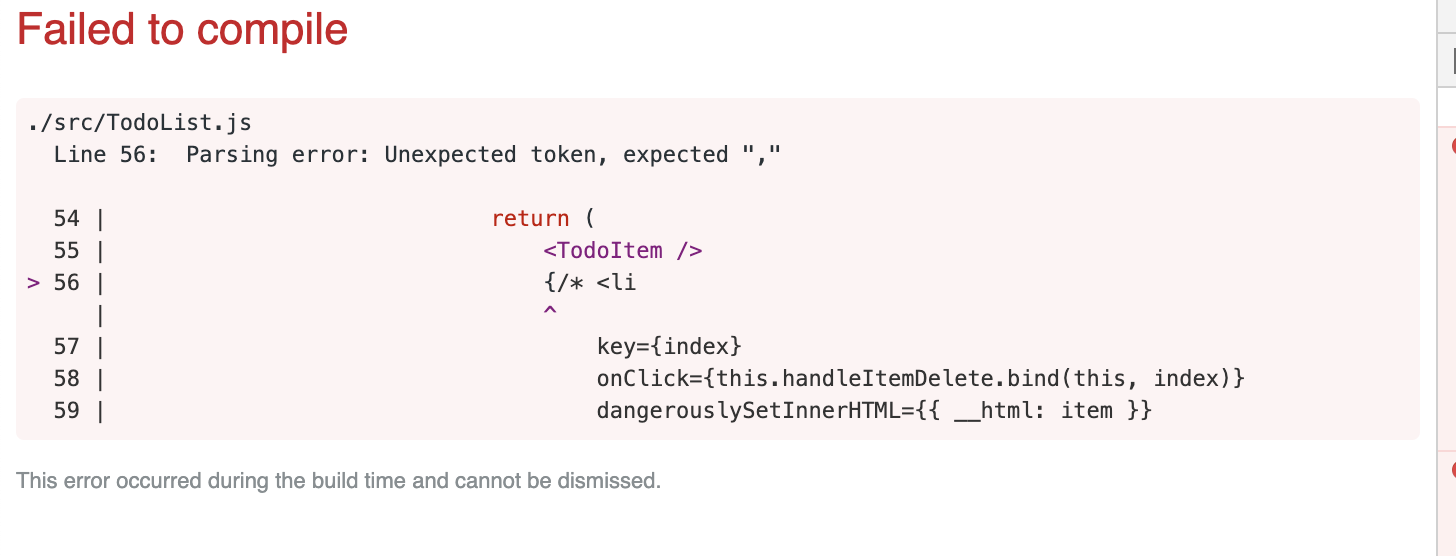 Failed to compile
./src/TodoList.js
Line 56:  Parsing error: Unexpected token, expected ","
54 |                             return (
55 |                                 <TodoItem />
> 56 |                                 {/* <li
|                                 ^
57 |                                     key={index}
58 |                                     onClick={this.handleItemDelete.bind(this, index)}
59 |                                     dangerouslySetInnerHTML={{ __html: item }}
This error occurred during the build time and cannot be dismissed.